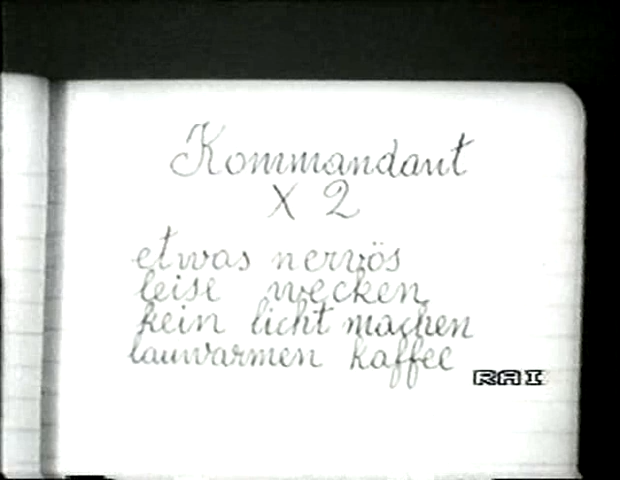 Kommandant
X 2
etwas nervös
leise wecken
kein licht machen
lauwarmen kaffee
RAI